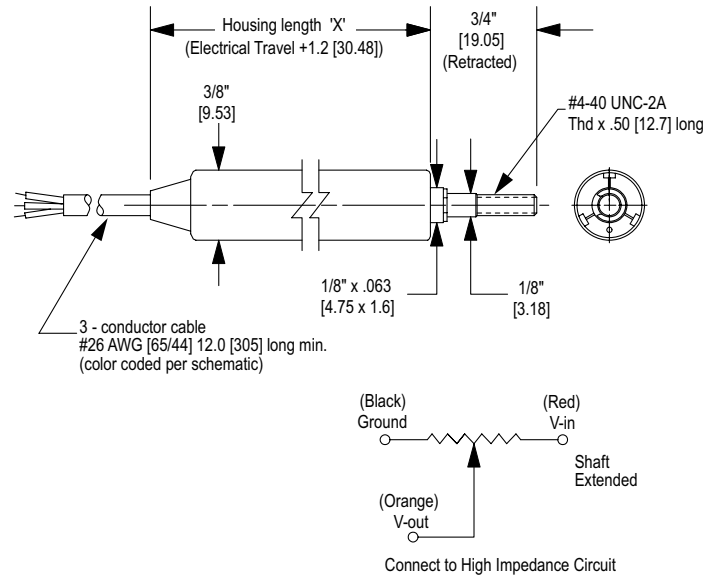 Housing length 'X'
(Electrical Travel +1.2 [30.48])
3/4"
[19.05]
(Retracted)
3/8"
[9.53]
#4-40 UNC-2A
Thd x .50 [12.7] long
1/8" x .063
[4.75 x 1.6]
1/8"
[3.18]
3 - conductor cable
#26 AWG [65/44] 12.0 [305] long min.
(color coded per schematic)
(Black)
Ground
(Red)
V-in
Shaft
Extended
(Orange)
V-out
Connect to High Impedance Circuit